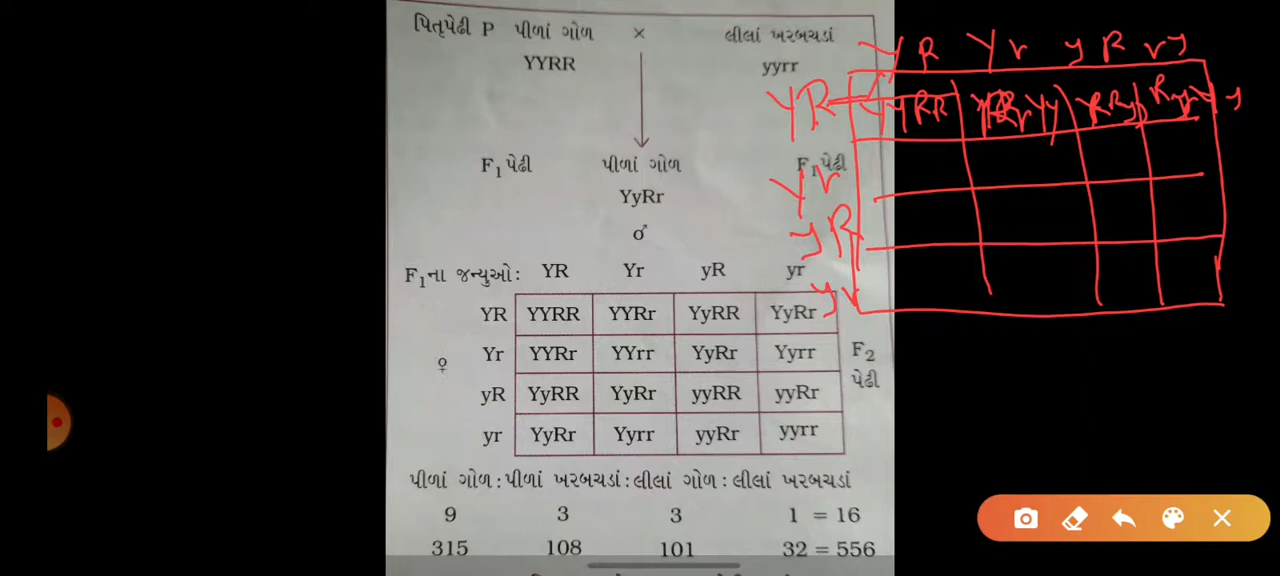 પિતૃપેઢી P પીળાં ગોળ × લીલાં ખરબચડાં
YYRR yyrr
F₁ પેઢી પીળાં ગોળ F₁ પેઢી
YyRr
♂
F₁ના જન્યુઓ: YR Yr yR yr
YR YYRR YYRr YyRR YyRr
♀ Yr YYRr YYrr YyRr Yyrr F₂
પેઢી
yR YyRR YyRr yyRR yyRr
yr YyRr Yyrr yyRr yyrr
પીળાં ગોળ : પીળાં ખરબચડાં : લીલાં ગોળ : લીલાં ખરબચડાં
9 3 3 1 = 16
315 108 101 32 = 556
YR Yr yR ry
YR YYRR
Yr
yR
yr